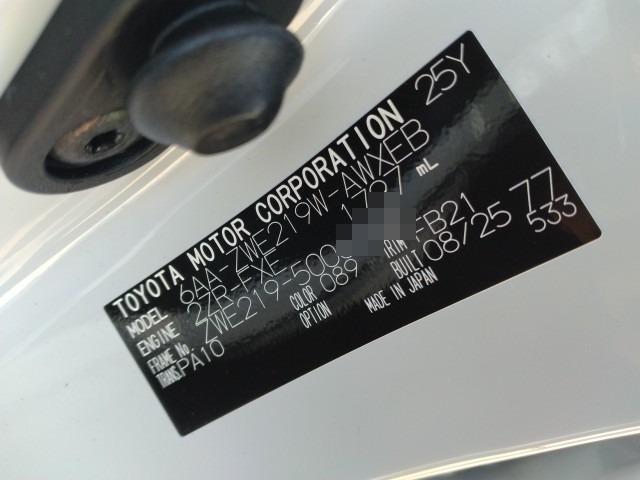 TOYOTA MOTOR CORPORATION 25Y
MODEL 6AA-ZWE219W-AWXEB
ENGINE 2ZR-FXE 1797 mL
FRAME No. ZWE219-500
COLOR 089 TRIM FB21 77
TRANS. PA10 OPTION BUILT 08/25 533
MADE IN JAPAN